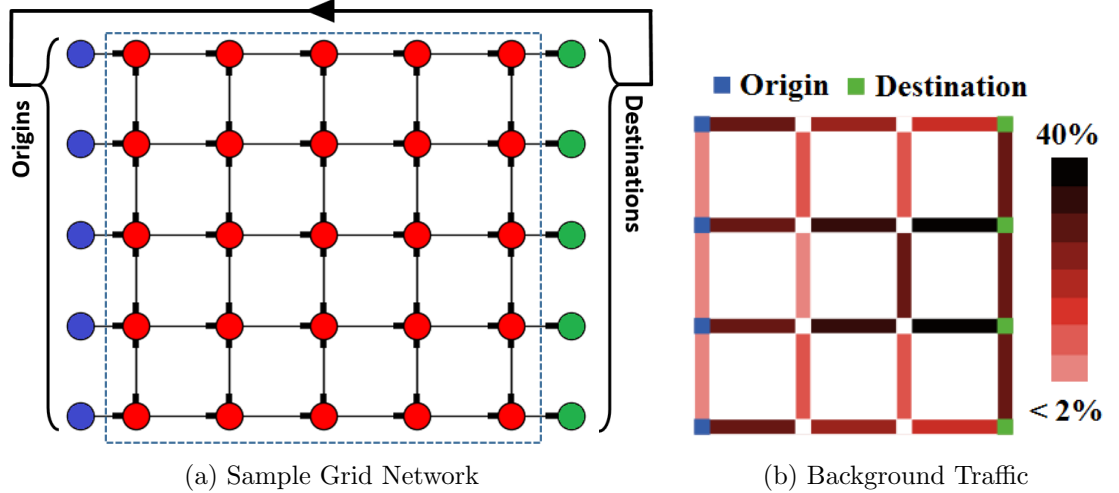 Origins
Destinations
Origin Destination
40%
< 2%
(a) Sample Grid Network
(b) Background Traffic